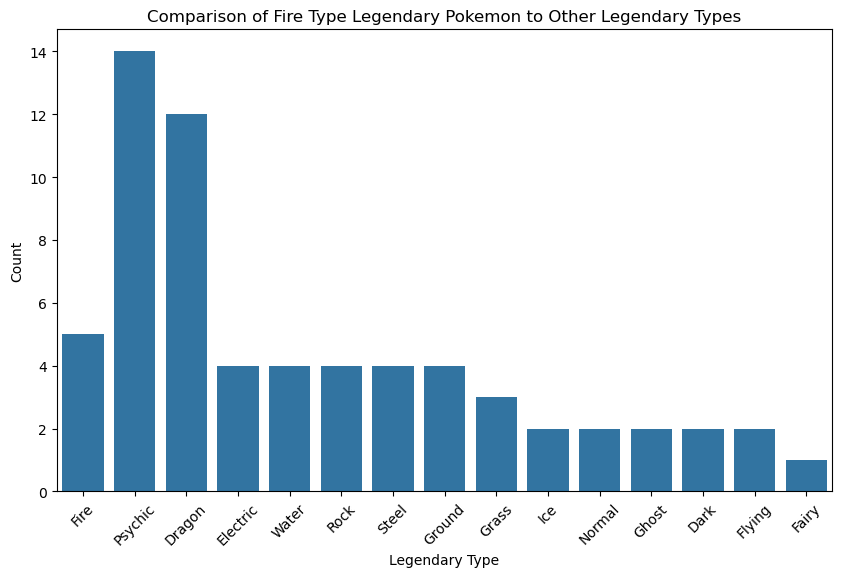 Comparison of Fire Type Legendary Pokemon to Other Legendary Types
Count
14
12
10
8
6
4
2
0
Fire
Psychic
Dragon
Electric
Water
Rock
Steel
Ground
Grass
Ice
Normal
Ghost
Dark
Flying
Fairy
Legendary Type